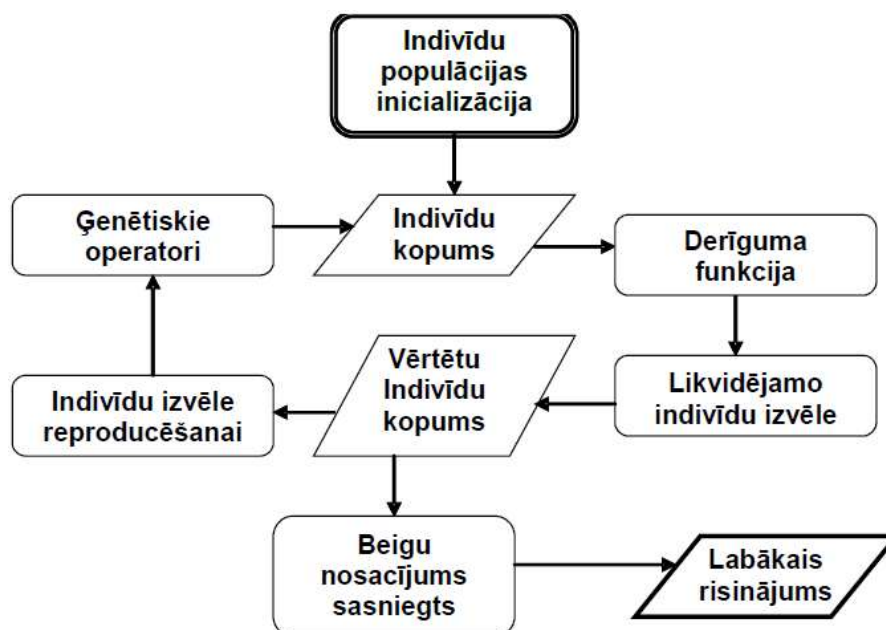 Indivīdu
populācijas
inicializācija
Ģenētiskie
operatori
Indivīdu
kopums
Derīguma
funkcija
Vērtētu
Indivīdu
kopums
Likvidējamo
indivīdu izvēle
Indivīdu izvēle
reproducēšanai
Beigu
nosacījums
sasniegts
Labākais
risinājums